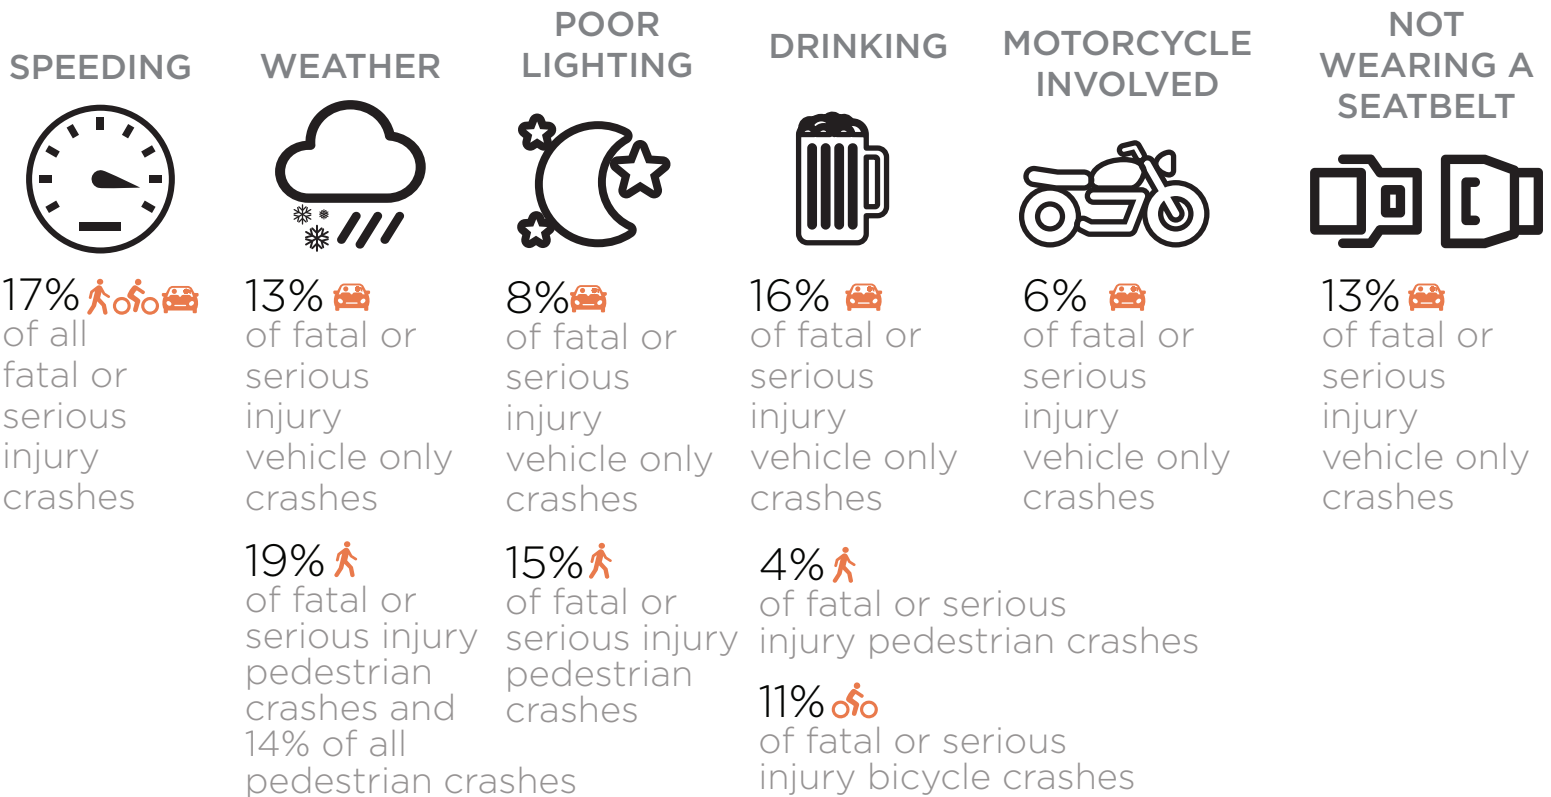 SPEEDING
17%
of all
fatal or
serious
injury
crashes
WEATHER
13%
of fatal or
serious
injury
vehicle only
crashes
19%
of fatal or
serious injury
pedestrian
crashes and
14% of all
pedestrian crashes
POOR
LIGHTING
8%
of fatal or
serious
injury
vehicle only
crashes
15%
of fatal or
serious injury
pedestrian
crashes
DRINKING
16%
of fatal or
serious
injury
vehicle only
crashes
4%
of fatal or serious
injury pedestrian crashes
11%
of fatal or serious
injury bicycle crashes
MOTORCYCLE
INVOLVED
6%
of fatal or
serious
injury
vehicle only
crashes
NOT
WEARING A
SEATBELT
13%
of fatal or
serious
injury
vehicle only
crashes